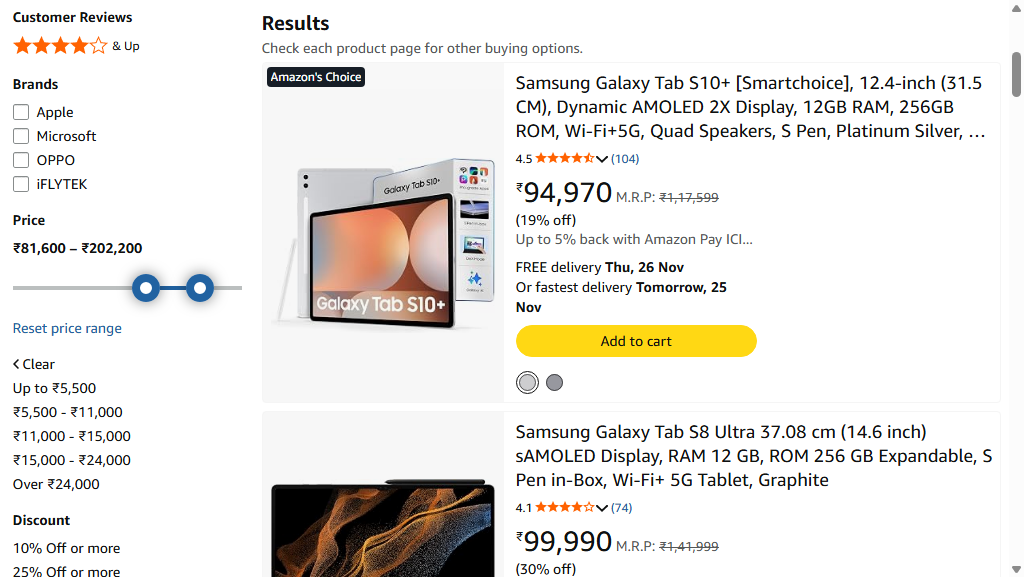 Customer Reviews
& Up
Brands
Apple
Microsoft
OPPO
iFLYTEK
Price
₹81,600 – ₹202,200
Reset price range
Clear
Up to ₹5,500
₹5,500 - ₹11,000
₹11,000 - ₹15,000
₹15,000 - ₹24,000
Over ₹24,000
Discount
10% Off or more
25% Off or more
Results
Check each product page for other buying options.
Amazon's Choice
Galaxy Tab S10+
Galaxy Tab S10+
Samsung Galaxy Tab S10+ [Smartchoice], 12.4-inch (31.5
CM), Dynamic AMOLED 2X Display, 12GB RAM, 256GB
ROM, Wi-Fi+5G, Quad Speakers, S Pen, Platinum Silver, …
4.5 (104)
₹94,970 M.R.P: ₹1,17,599
(19% off)
Up to 5% back with Amazon Pay ICI…
FREE delivery Thu, 26 Nov
Or fastest delivery Tomorrow, 25
Nov
Add to cart
Samsung Galaxy Tab S8 Ultra 37.08 cm (14.6 inch)
sAMOLED Display, RAM 12 GB, ROM 256 GB Expandable, S
Pen in-Box, Wi-Fi+ 5G Tablet, Graphite
4.1 (74)
₹99,990 M.R.P: ₹1,41,999
(30% off)